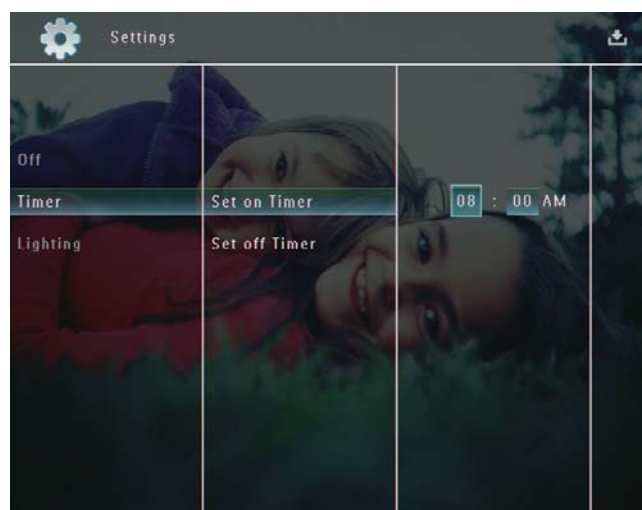 Settings
Off
Timer
Set on Timer
08 : 00 AM
Lighting
Set off Timer